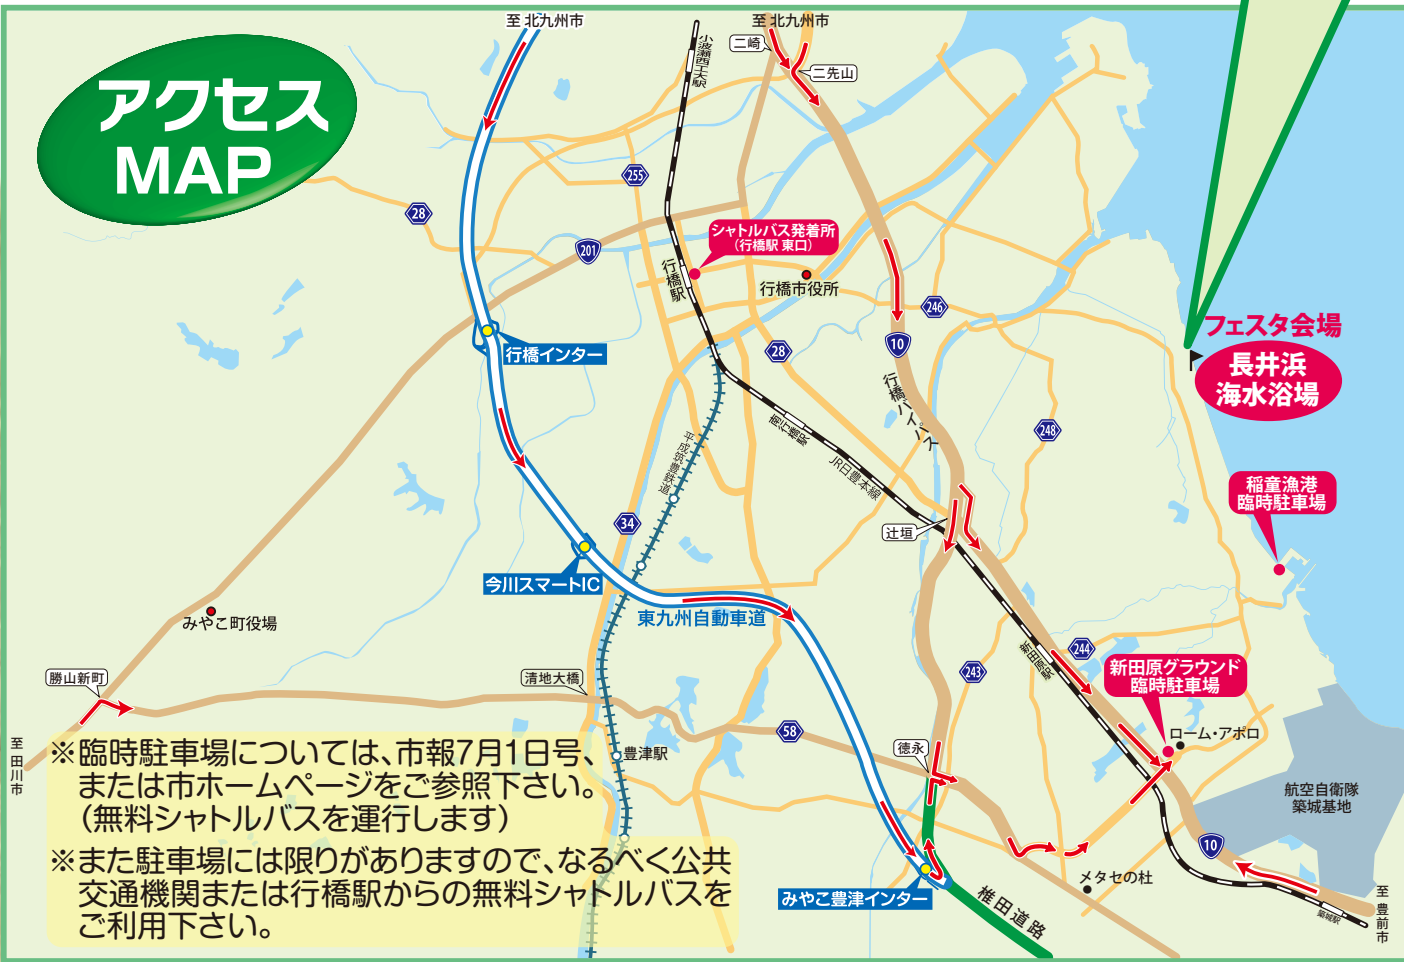 アクセス
MAP
至 北九州市
至 北九州市
小波瀬西工大駅
二崎
二先山
255
28
201
シャトルバス発着所
（行橋駅 東口）
行橋駅
行橋市役所
246
10
28
フェスタ会場
長井浜
海水浴場
行橋インター
行橋バイパス
248
南行橋駅
JR日豊本線
平成筑豊鉄道
稲童漁港
臨時駐車場
34
辻垣
今川スマートIC
東九州自動車道
みやこ町役場
新田原駅
244
新田原グラウンド
臨時駐車場
243
勝山新町
清地大橋
58
徳永
ローム・アポロ
至田川市
豊津駅
航空自衛隊
築城基地
※臨時駐車場については、市報7月1日号、
または市ホームページをご参照下さい。
（無料シャトルバスを運行します）
※また駐車場には限りがありますので、なるべく公共
交通機関または行橋駅からの無料シャトルバスを
ご利用下さい。
10
みやこ豊津インター
メタセの杜
椎田道路
築城駅
至豊前市